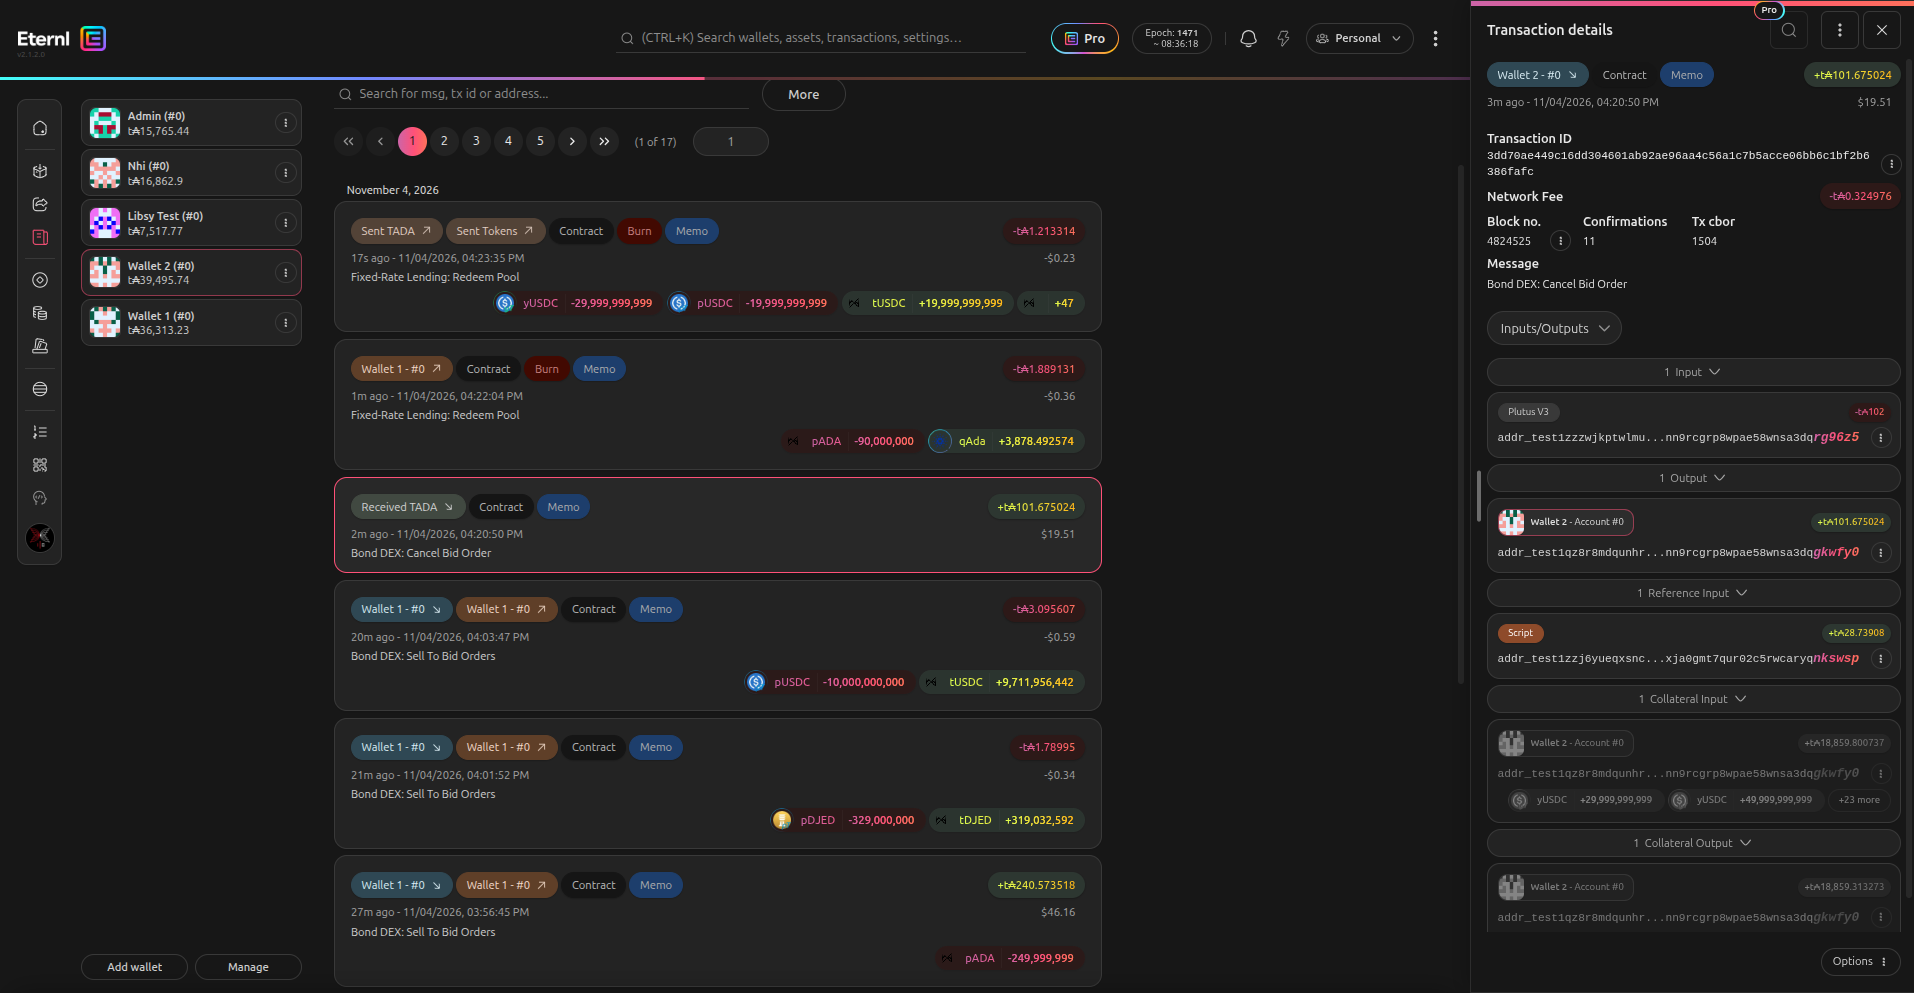 Eternl
v2.1.2.0
(CTRL+K) Search wallets, assets, transactions, settings...
Pro
Epoch: 1471
~ 08:36:18
Personal
Admin (#0)
t₳15,765.44
Nhi (#0)
t₳16,862.9
Libsy Test (#0)
t₳7,517.77
Wallet 2 (#0)
t₳39,495.74
Wallet 1 (#0)
t₳36,313.23
Add wallet
Manage
Search for msg, tx id or address...
More
1 2 3 4 5 (1 of 17) 1
November 4, 2026
Sent TADA Sent Tokens Contract Burn Memo -t₳1.213314
17s ago - 11/04/2026, 04:23:35 PM -$0.23
Fixed-Rate Lending: Redeem Pool
yUSDC -29,999,999,999 pUSDC -19,999,999,999 tUSDC +19,999,999,999 +47
Wallet 1 - #0 Contract Burn Memo -t₳1.889131
1m ago - 11/04/2026, 04:22:04 PM -$0.36
Fixed-Rate Lending: Redeem Pool
pADA -90,000,000 qAda +3,878.492574
Received TADA Contract Memo +t₳101.675024
2m ago - 11/04/2026, 04:20:50 PM $19.51
Bond DEX: Cancel Bid Order
Wallet 1 - #0 Wallet 1 - #0 Contract Memo -t₳3.095607
20m ago - 11/04/2026, 04:03:47 PM -$0.59
Bond DEX: Sell To Bid Orders
pUSDC -10,000,000,000 tUSDC +9,711,956,442
Wallet 1 - #0 Wallet 1 - #0 Contract Memo -t₳1.78995
21m ago - 11/04/2026, 04:01:52 PM -$0.34
Bond DEX: Sell To Bid Orders
pDJED -329,000,000 tDJED +319,032,592
Wallet 1 - #0 Wallet 1 - #0 Contract Memo +t₳240.573518
27m ago - 11/04/2026, 03:56:45 PM $46.16
Bond DEX: Sell To Bid Orders
pADA -249,999,999
Pro
Transaction details
Wallet 2 - #0 Contract Memo +t₳101.675024
3m ago - 11/04/2026, 04:20:50 PM $19.51
Transaction ID
3dd70ae449c16dd304601ab92ae96aa4c56a1c7b5acce06bb6c1bf2b6
386fafc
Network Fee -t₳0.324976
Block no. Confirmations Tx cbor
4824525 11 1504
Message
Bond DEX: Cancel Bid Order
Inputs/Outputs
1 Input
Plutus V3 -t₳102
addr_test1zzzwjkptwlmu...nn9rcgrp8wpae58wnsa3dqrg96z5
1 Output
Wallet 2 - Account #0 +t₳101.675024
addr_test1qz8r8mdqunhr...nn9rcgrp8wpae58wnsa3dqgkwfy0
1 Reference Input
Script +t₳28.73908
addr_test1zzj6yueqxsnc...xja0gmt7qur02c5rwcaryqnkswsp
1 Collateral Input
Wallet 2 - Account #0 +t₳18,859.800737
addr_test1qz8r8mdqunhr...nn9rcgrp8wpae58wnsa3dqgkwfy0
yUSDC +29,999,999,999 yUSDC +49,999,999,999 +23 more
1 Collateral Output
Wallet 2 - Account #0 +t₳18,859.313273
addr_test1qz8r8mdqunhr...nn9rcgrp8wpae58wnsa3dqgkwfy0
Options